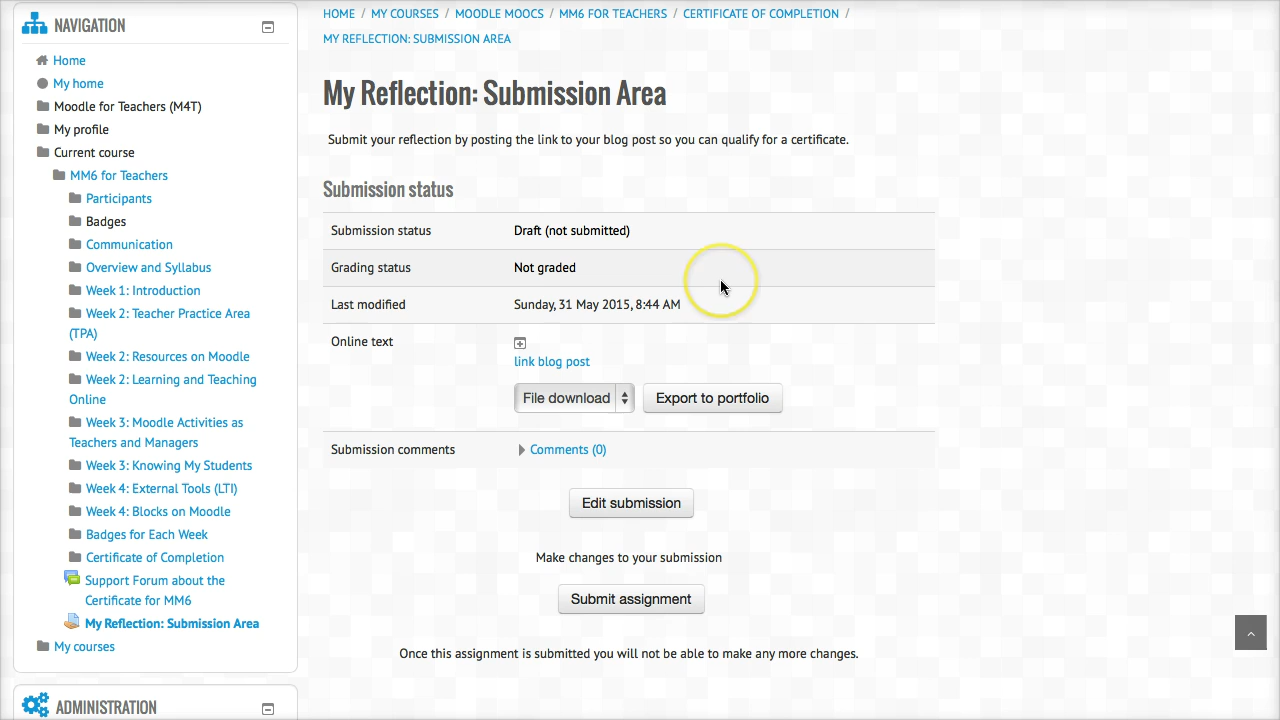 NAVIGATION
Home
My home
Moodle for Teachers (M4T)
My profile
Current course
MM6 for Teachers
Participants
Badges
Communication
Overview and Syllabus
Week 1: Introduction
Week 2: Teacher Practice Area
(TPA)
Week 2: Resources on Moodle
Week 2: Learning and Teaching
Online
Week 3: Moodle Activities as
Teachers and Managers
Week 3: Knowing My Students
Week 4: External Tools (LTI)
Week 4: Blocks on Moodle
Badges for Each Week
Certificate of Completion
Support Forum about the
Certificate for MM6
My Reflection: Submission Area
My courses
ADMINISTRATION
HOME / MY COURSES / MOODLE MOOCS / MM6 FOR TEACHERS / CERTIFICATE OF COMPLETION /
MY REFLECTION: SUBMISSION AREA
My Reflection: Submission Area
Submit your reflection by posting the link to your blog post so you can qualify for a certificate.
Submission status
Submission status Draft (not submitted)
Grading status Not graded
Last modified Sunday, 31 May 2015, 8:44 AM
Online text
link blog post
File download Export to portfolio
Submission comments Comments (0)
Edit submission
Make changes to your submission
Submit assignment
Once this assignment is submitted you will not be able to make any more changes.